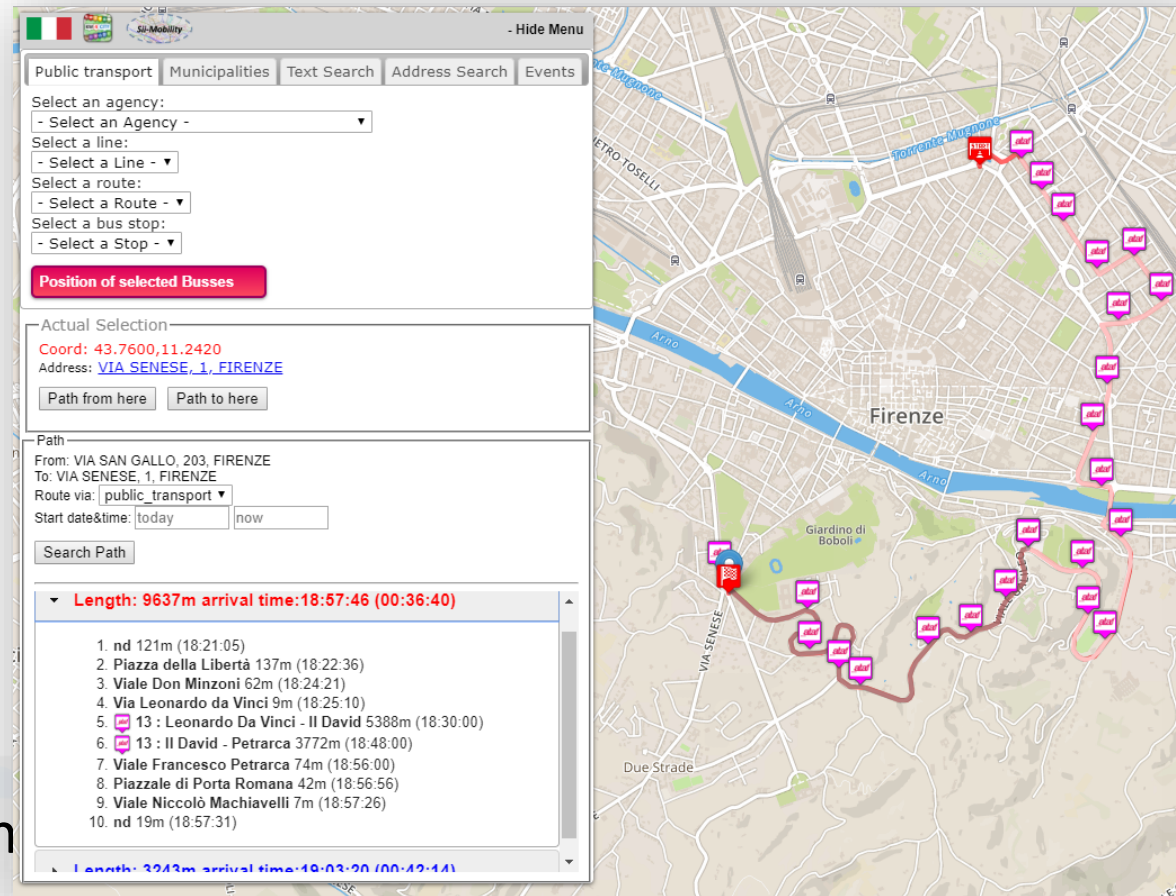 Sii-Mobility
- Hide Menu
Public transport Municipalities Text Search Address Search Events
Select an agency:
- Select an Agency -
Select a line:
- Select a Line -
Select a route:
- Select a Route -
Select a bus stop:
- Select a Stop -
Position of selected Busses
Actual Selection
Coord: 43.7600,11.2420
Address: VIA SENESE, 1, FIRENZE
Path from here Path to here
Path
From: VIA SAN GALLO, 203, FIRENZE
To: VIA SENESE, 1, FIRENZE
Route via: public_transport
Start date&time: today now
Search Path
Length: 9637m arrival time:18:57:46 (00:36:40)
1. nd 121m (18:21:05)
2. Piazza della Libertà 137m (18:22:36)
3. Viale Don Minzoni 62m (18:24:21)
4. Via Leonardo da Vinci 9m (18:25:10)
5. 13 : Leonardo Da Vinci - Il David 5388m (18:30:00)
6. 13 : Il David - Petrarca 3772m (18:48:00)
7. Viale Francesco Petrarca 74m (18:56:00)
8. Piazzale di Porta Romana 42m (18:56:56)
9. Viale Niccolò Machiavelli 7m (18:57:26)
10. nd 19m (18:57:31)
Length: 3243m arrival time:19:03:20 (00:42:14)
Torrente Mugnone
START
PIETRO TOSELLI
Arno
Arno
Firenze
Arno
Giardino di
Boboli
VIALE GALILEO
VIA SENESE
Due Strade